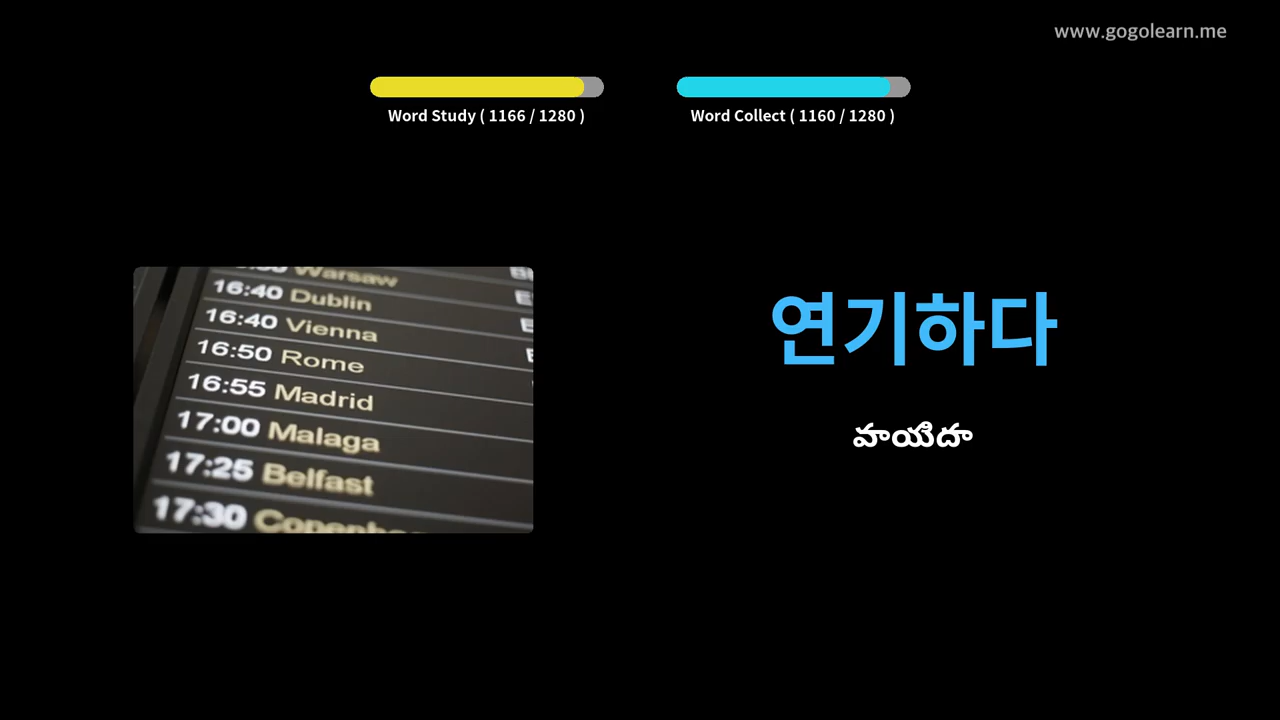 www.gogolearn.me
Word Study ( 1166 / 1280 )
Word Collect ( 1160 / 1280 )
Warsaw
16:40 Dublin
16:40 Vienna
16:50 Rome
16:55 Madrid
17:00 Malaga
17:25 Belfast
17:30
연기하다
వాయిదా